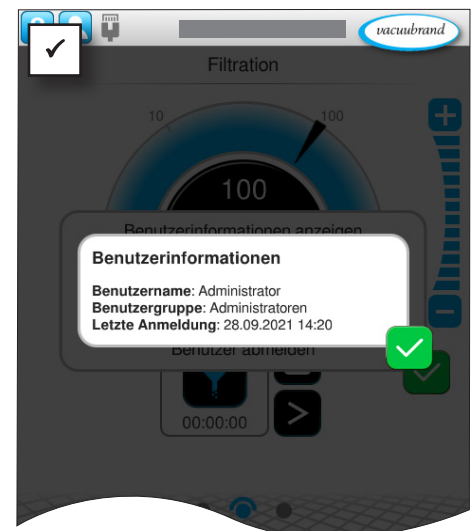 vacuubrand
Filtration
10
100
100
Benutzerinformationen anzeigen
Benutzerinformationen
Benutzername: Administrator
Benutzergruppe: Administratoren
Letzte Anmeldung: 28.09.2021 14:20
Benutzer abmelden
00:00:00